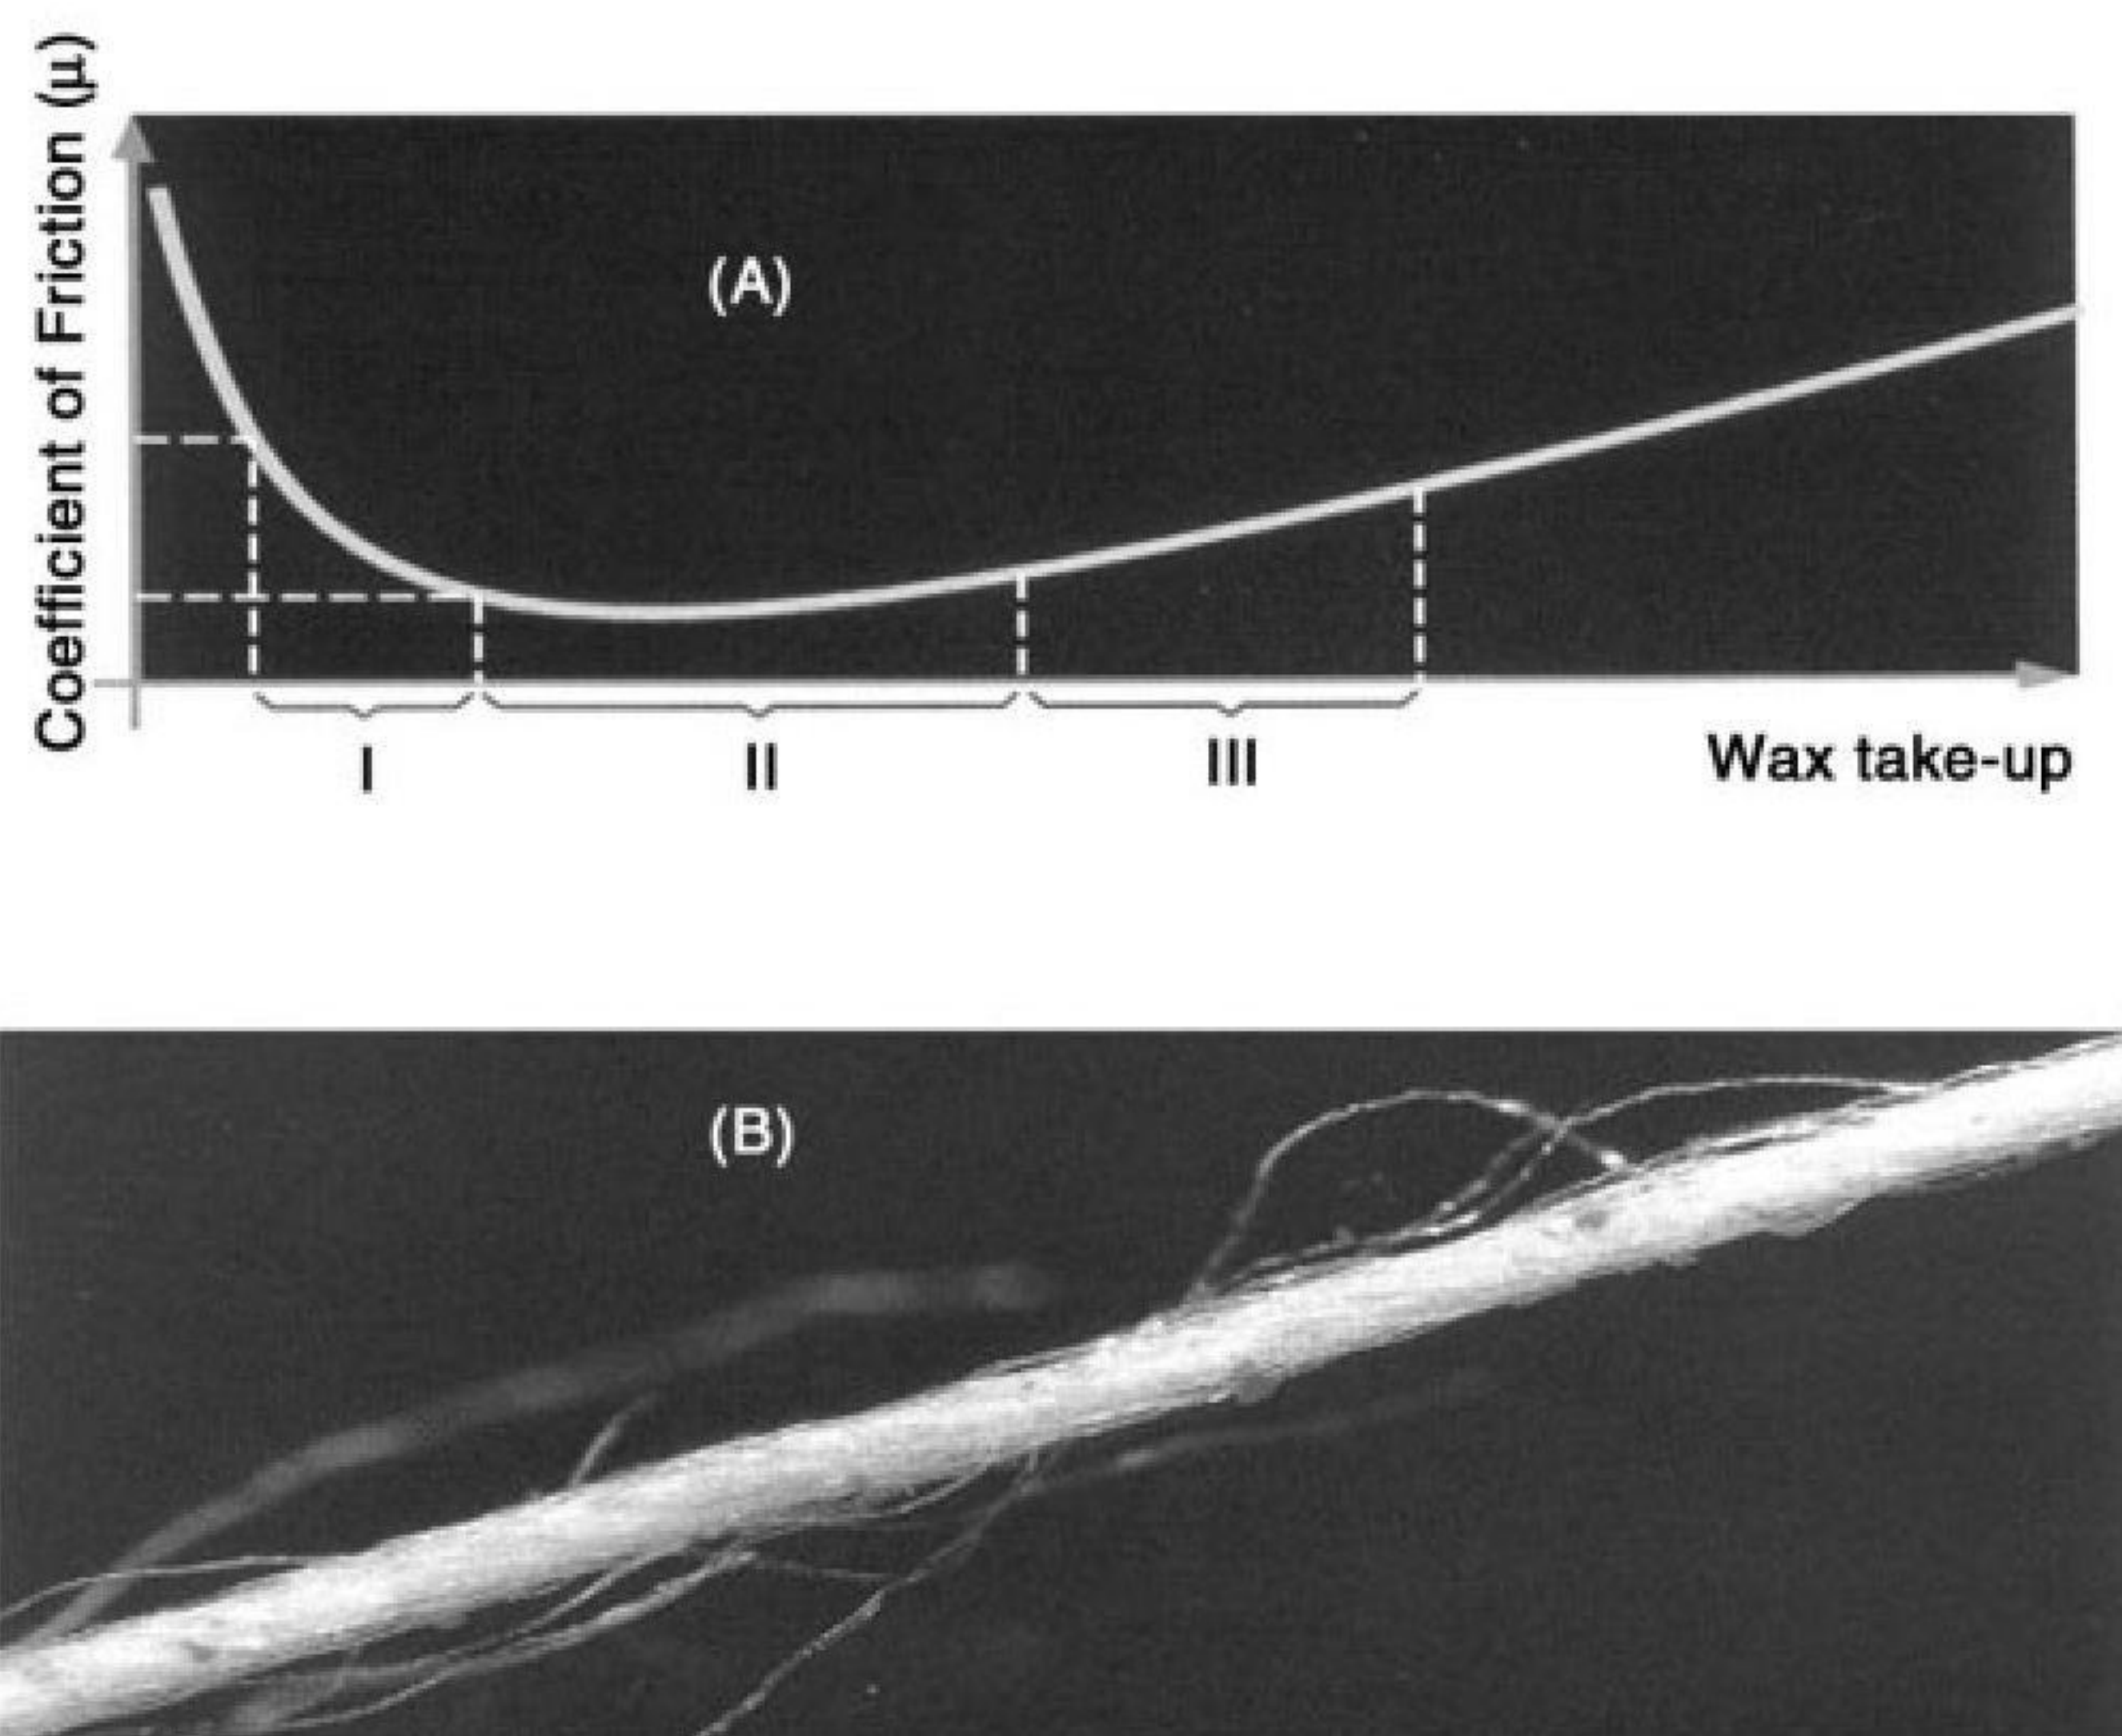 Coefficient of Friction (μ)
(A)
I
II
III
Wax take-up
(B)